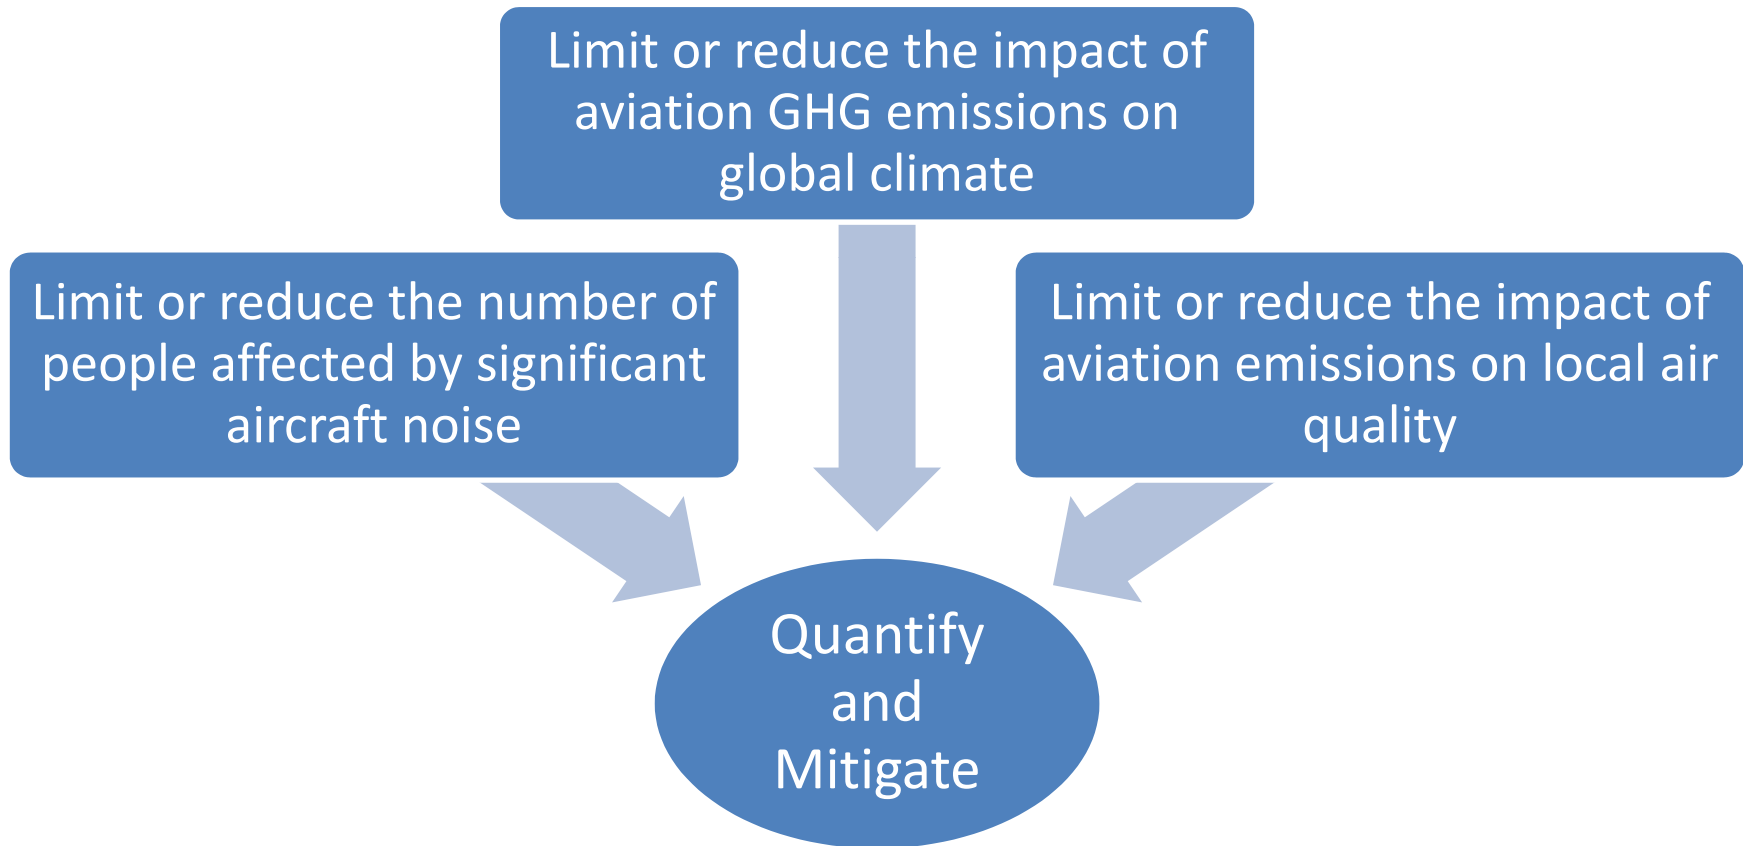 Limit or reduce the impact of
aviation GHG emissions on
global climate
Limit or reduce the number of
people affected by significant
aircraft noise
Limit or reduce the impact of
aviation emissions on local air
quality
Quantify
and
Mitigate